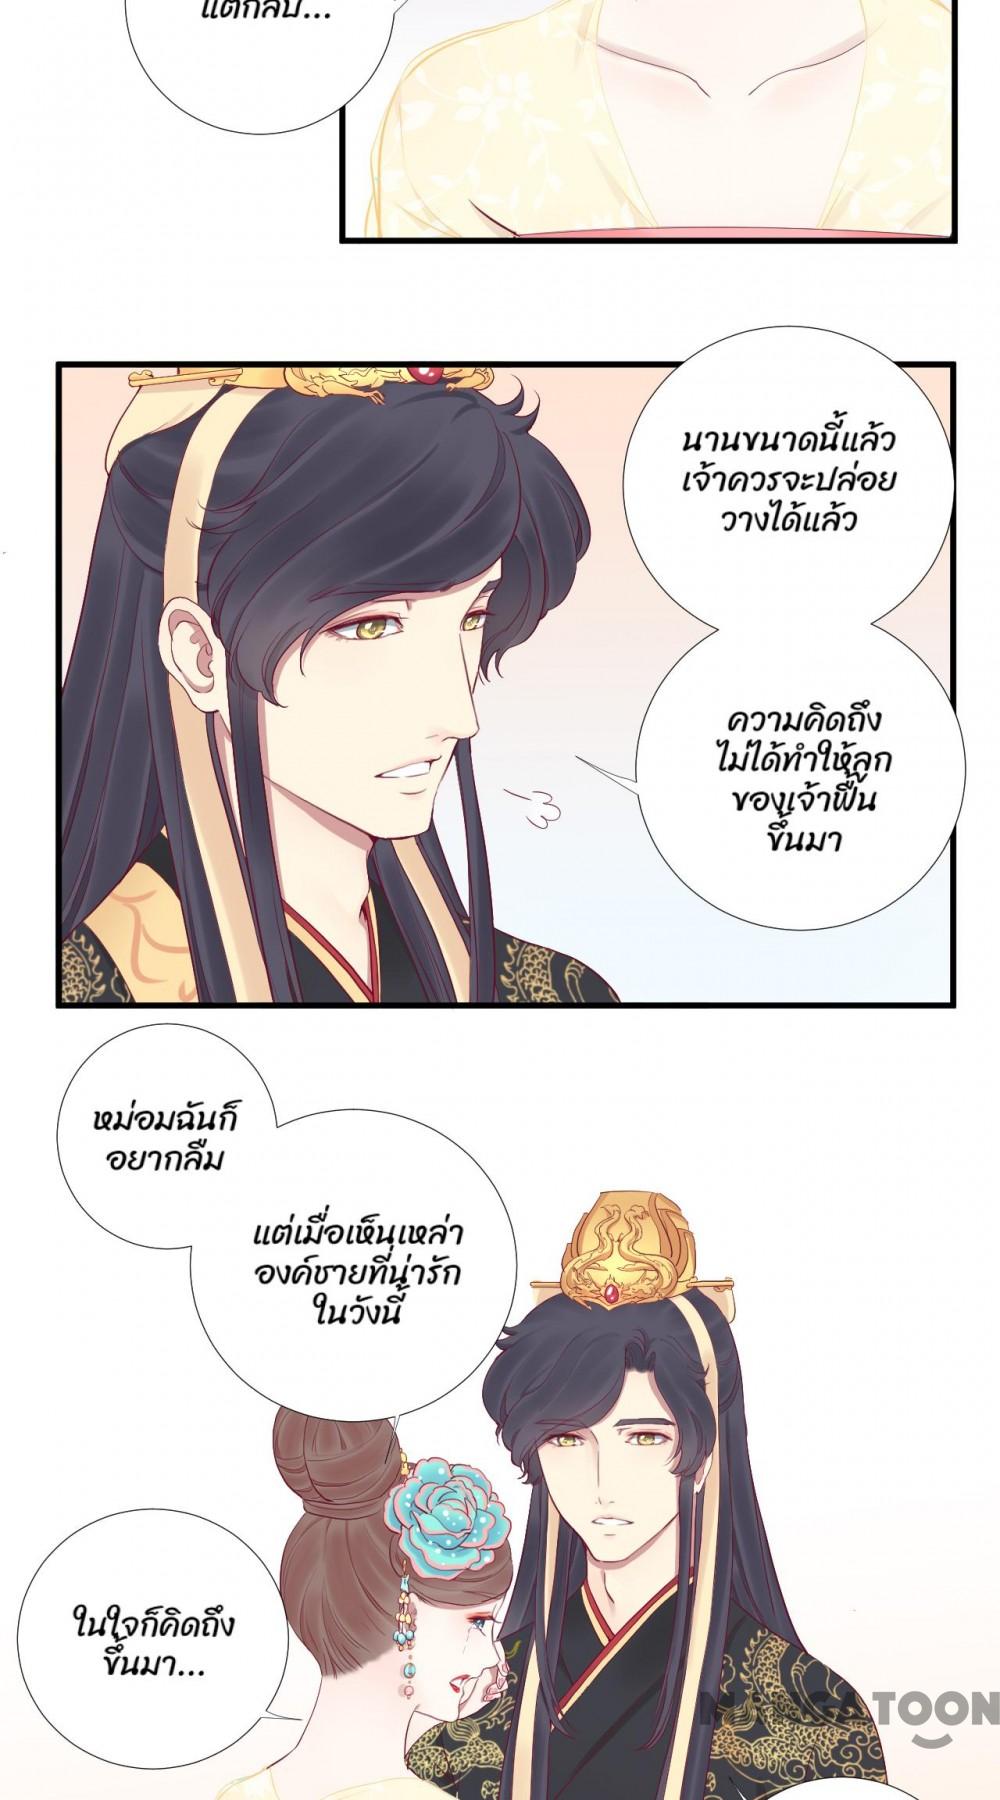 แต่กลับ...
นานขนาดนี้แล้ว
เจ้าควรจะปล่อย
วางได้แล้ว
ความคิดถึง
ไม่ได้ทำให้ลูก
ของเจ้าฟื้น
ขึ้นมา
หม่อมฉันก็
อยากลืม
แต่เมื่อเห็นเหล่า
องค์ชายที่น่ารัก
ในวังนี้
ในใจก็คิดถึง
ขึ้นมา...
MANGATOON